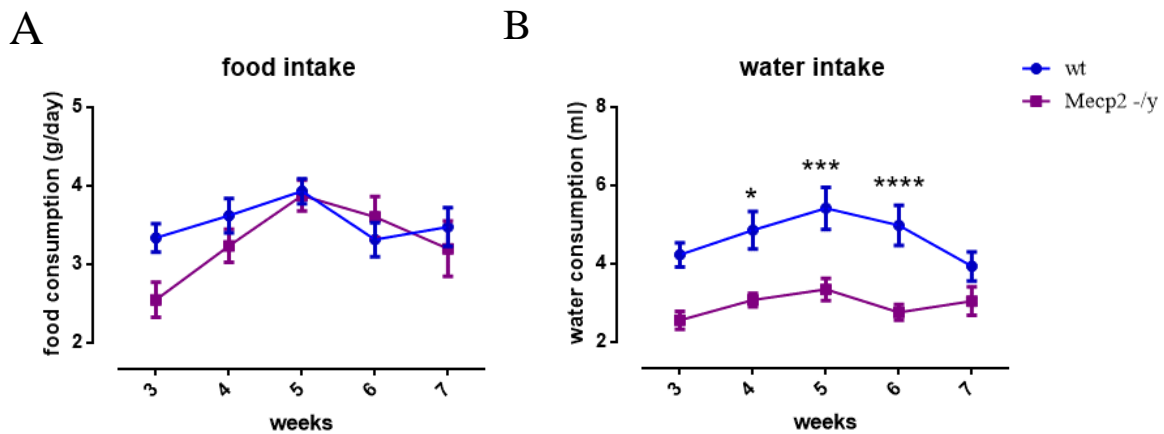 A
food intake
food consumption (g/day)
5
4
3
2
3 4 5 6 7
weeks
B
water intake
water consumption (ml)
8
6
4
2
* *** ****
3 4 5 6 7
weeks
wt
Mecp2 -/y